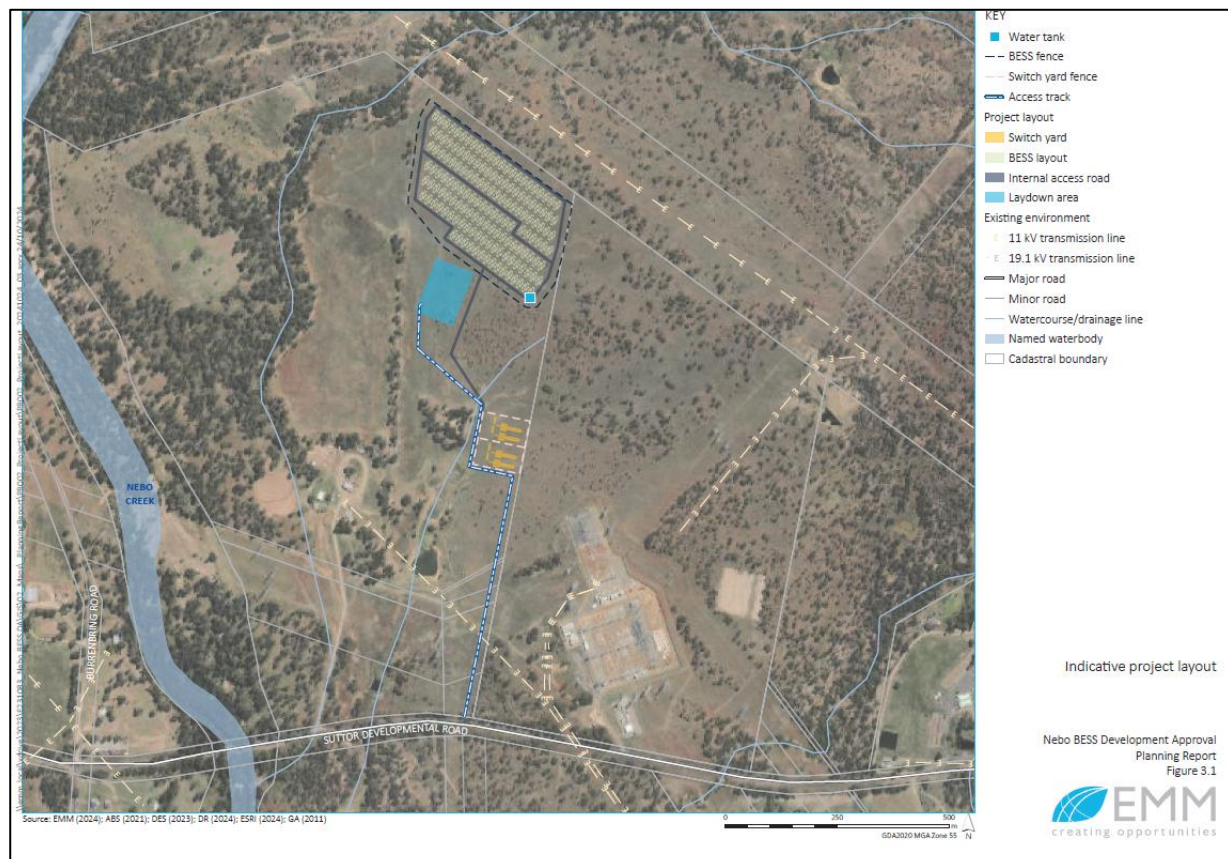 KEY
Water tank
BESS fence
Switch yard fence
Access track
Project layout
Switch yard
BESS layout
Internal access road
Laydown area
Existing environment
11 kV transmission line
19.1 kV transmission line
Major road
Minor road
Watercourse/drainage line
Named waterbody
Cadastral boundary
NEBO
CREEK
BURRENBRING ROAD
SUTTOR DEVELOPMENTAL ROAD
Indicative project layout
Nebo BESS Development Approval
Planning Report
Figure 3.1
EMM
creating opportunities
Source: EMM (2024); ABS (2021); DES (2023); DR (2024); ESRI (2024); GA (2011)
0 250 500
m
GDA2020 MGA Zone 55
N